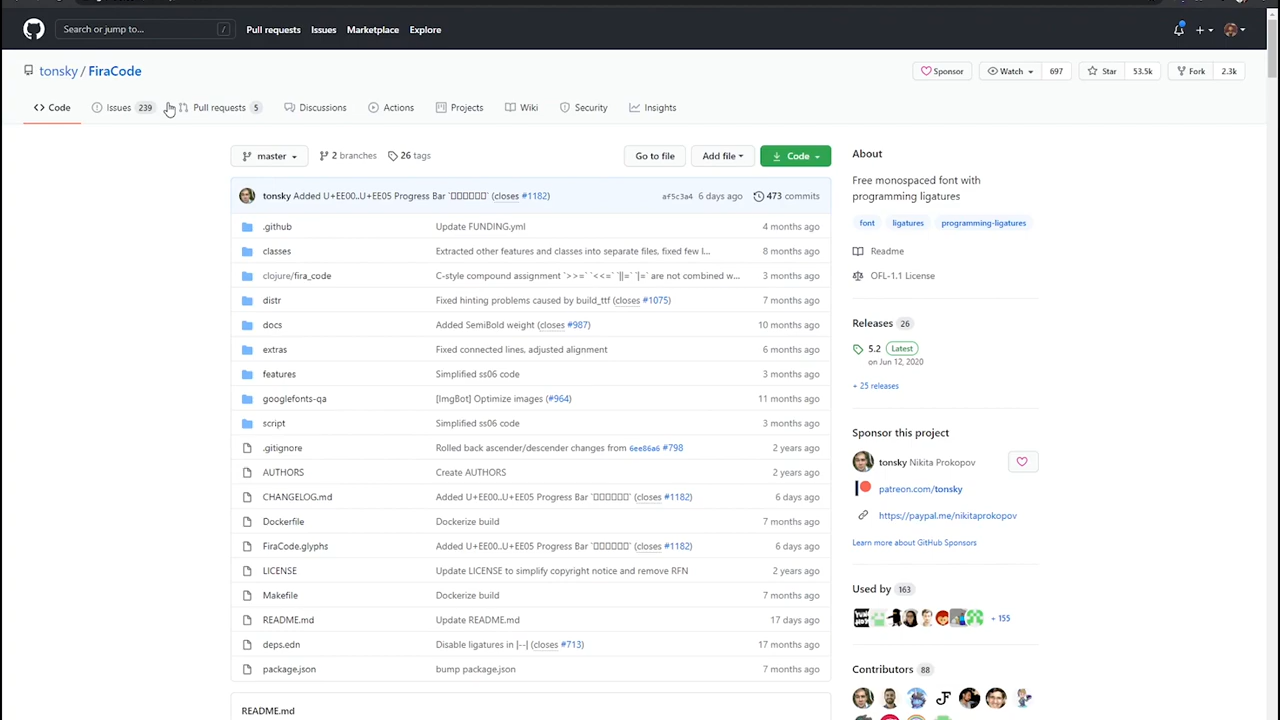 Search or jump to... /
Pull requests Issues Marketplace Explore
tonsky / FiraCode
Sponsor Watch 697 Star 53.5k Fork 2.3k
Code Issues 239 Pull requests 5 Discussions Actions Projects Wiki Security Insights
master 2 branches 26 tags Go to file Add file Code
tonsky Added U+EE00..U+EE05 Progress Bar `▯▯▯▯▯▯` (closes #1182) af5c3a4 6 days ago 473 commits
.github Update FUNDING.yml 4 months ago
classes Extracted other features and classes into separate files, fixed few l... 8 months ago
clojure/fira_code C-style compound assignment `>>=` `<<=` `||=` `|=` are not combined w... 3 months ago
distr Fixed hinting problems caused by build_ttf (closes #1075) 7 months ago
docs Added SemiBold weight (closes #987) 10 months ago
extras Fixed connected lines, adjusted alignment 6 months ago
features Simplified ss06 code 3 months ago
googlefonts-qa [ImgBot] Optimize images (#964) 11 months ago
script Simplified ss06 code 3 months ago
.gitignore Rolled back ascender/descender changes from 6ee86a6 #798 2 years ago
AUTHORS Create AUTHORS 2 years ago
CHANGELOG.md Added U+EE00..U+EE05 Progress Bar `▯▯▯▯▯▯` (closes #1182) 6 days ago
Dockerfile Dockerize build 7 months ago
FiraCode.glyphs Added U+EE00..U+EE05 Progress Bar `▯▯▯▯▯▯` (closes #1182) 6 days ago
LICENSE Update LICENSE to simplify copyright notice and remove RFN 2 years ago
Makefile Dockerize build 7 months ago
README.md Update README.md 17 days ago
deps.edn Disable ligatures in |--| (closes #713) 17 months ago
package.json bump package.json 7 months ago
README.md
About
Free monospaced font with
programming ligatures
font ligatures programming-ligatures
Readme
OFL-1.1 License
Releases 26
5.2 Latest
on Jun 12, 2020
+ 25 releases
Sponsor this project
tonsky Nikita Prokopov
patreon.com/tonsky
https://paypal.me/nikitaprokopov
Learn more about GitHub Sponsors
Used by 163
+ 155
Contributors 88